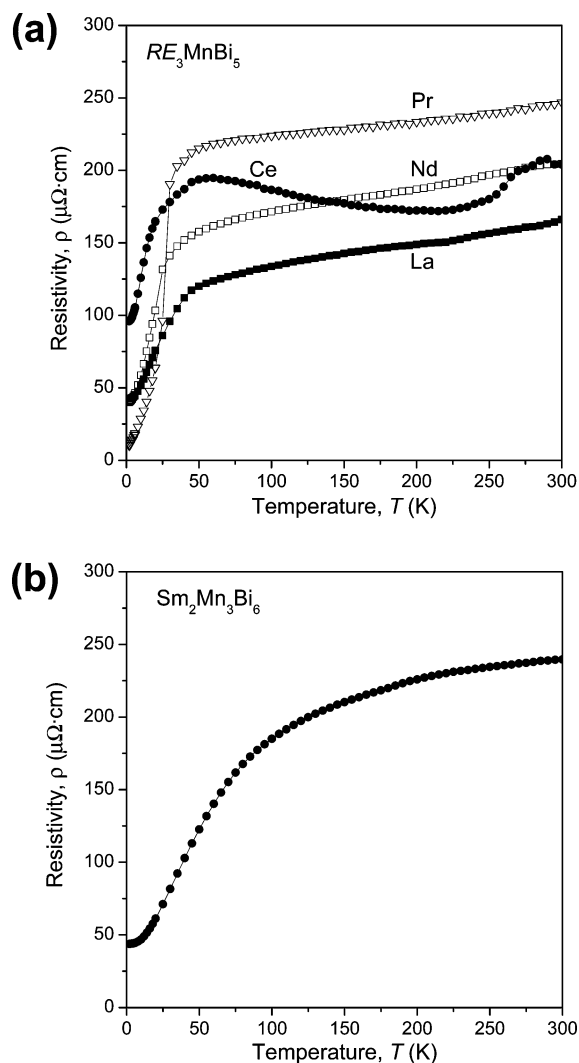 (a)
RE₃MnBi₅
Resistivity, ρ (μΩ·cm)
300
250
200
150
100
50
0
Pr
Ce
Nd
La
0 50 100 150 200 250 300
Temperature, T (K)
(b)
Sm₂Mn₃Bi₆
Resistivity, ρ (μΩ·cm)
300
250
200
150
100
50
0
0 50 100 150 200 250 300
Temperature, T (K)